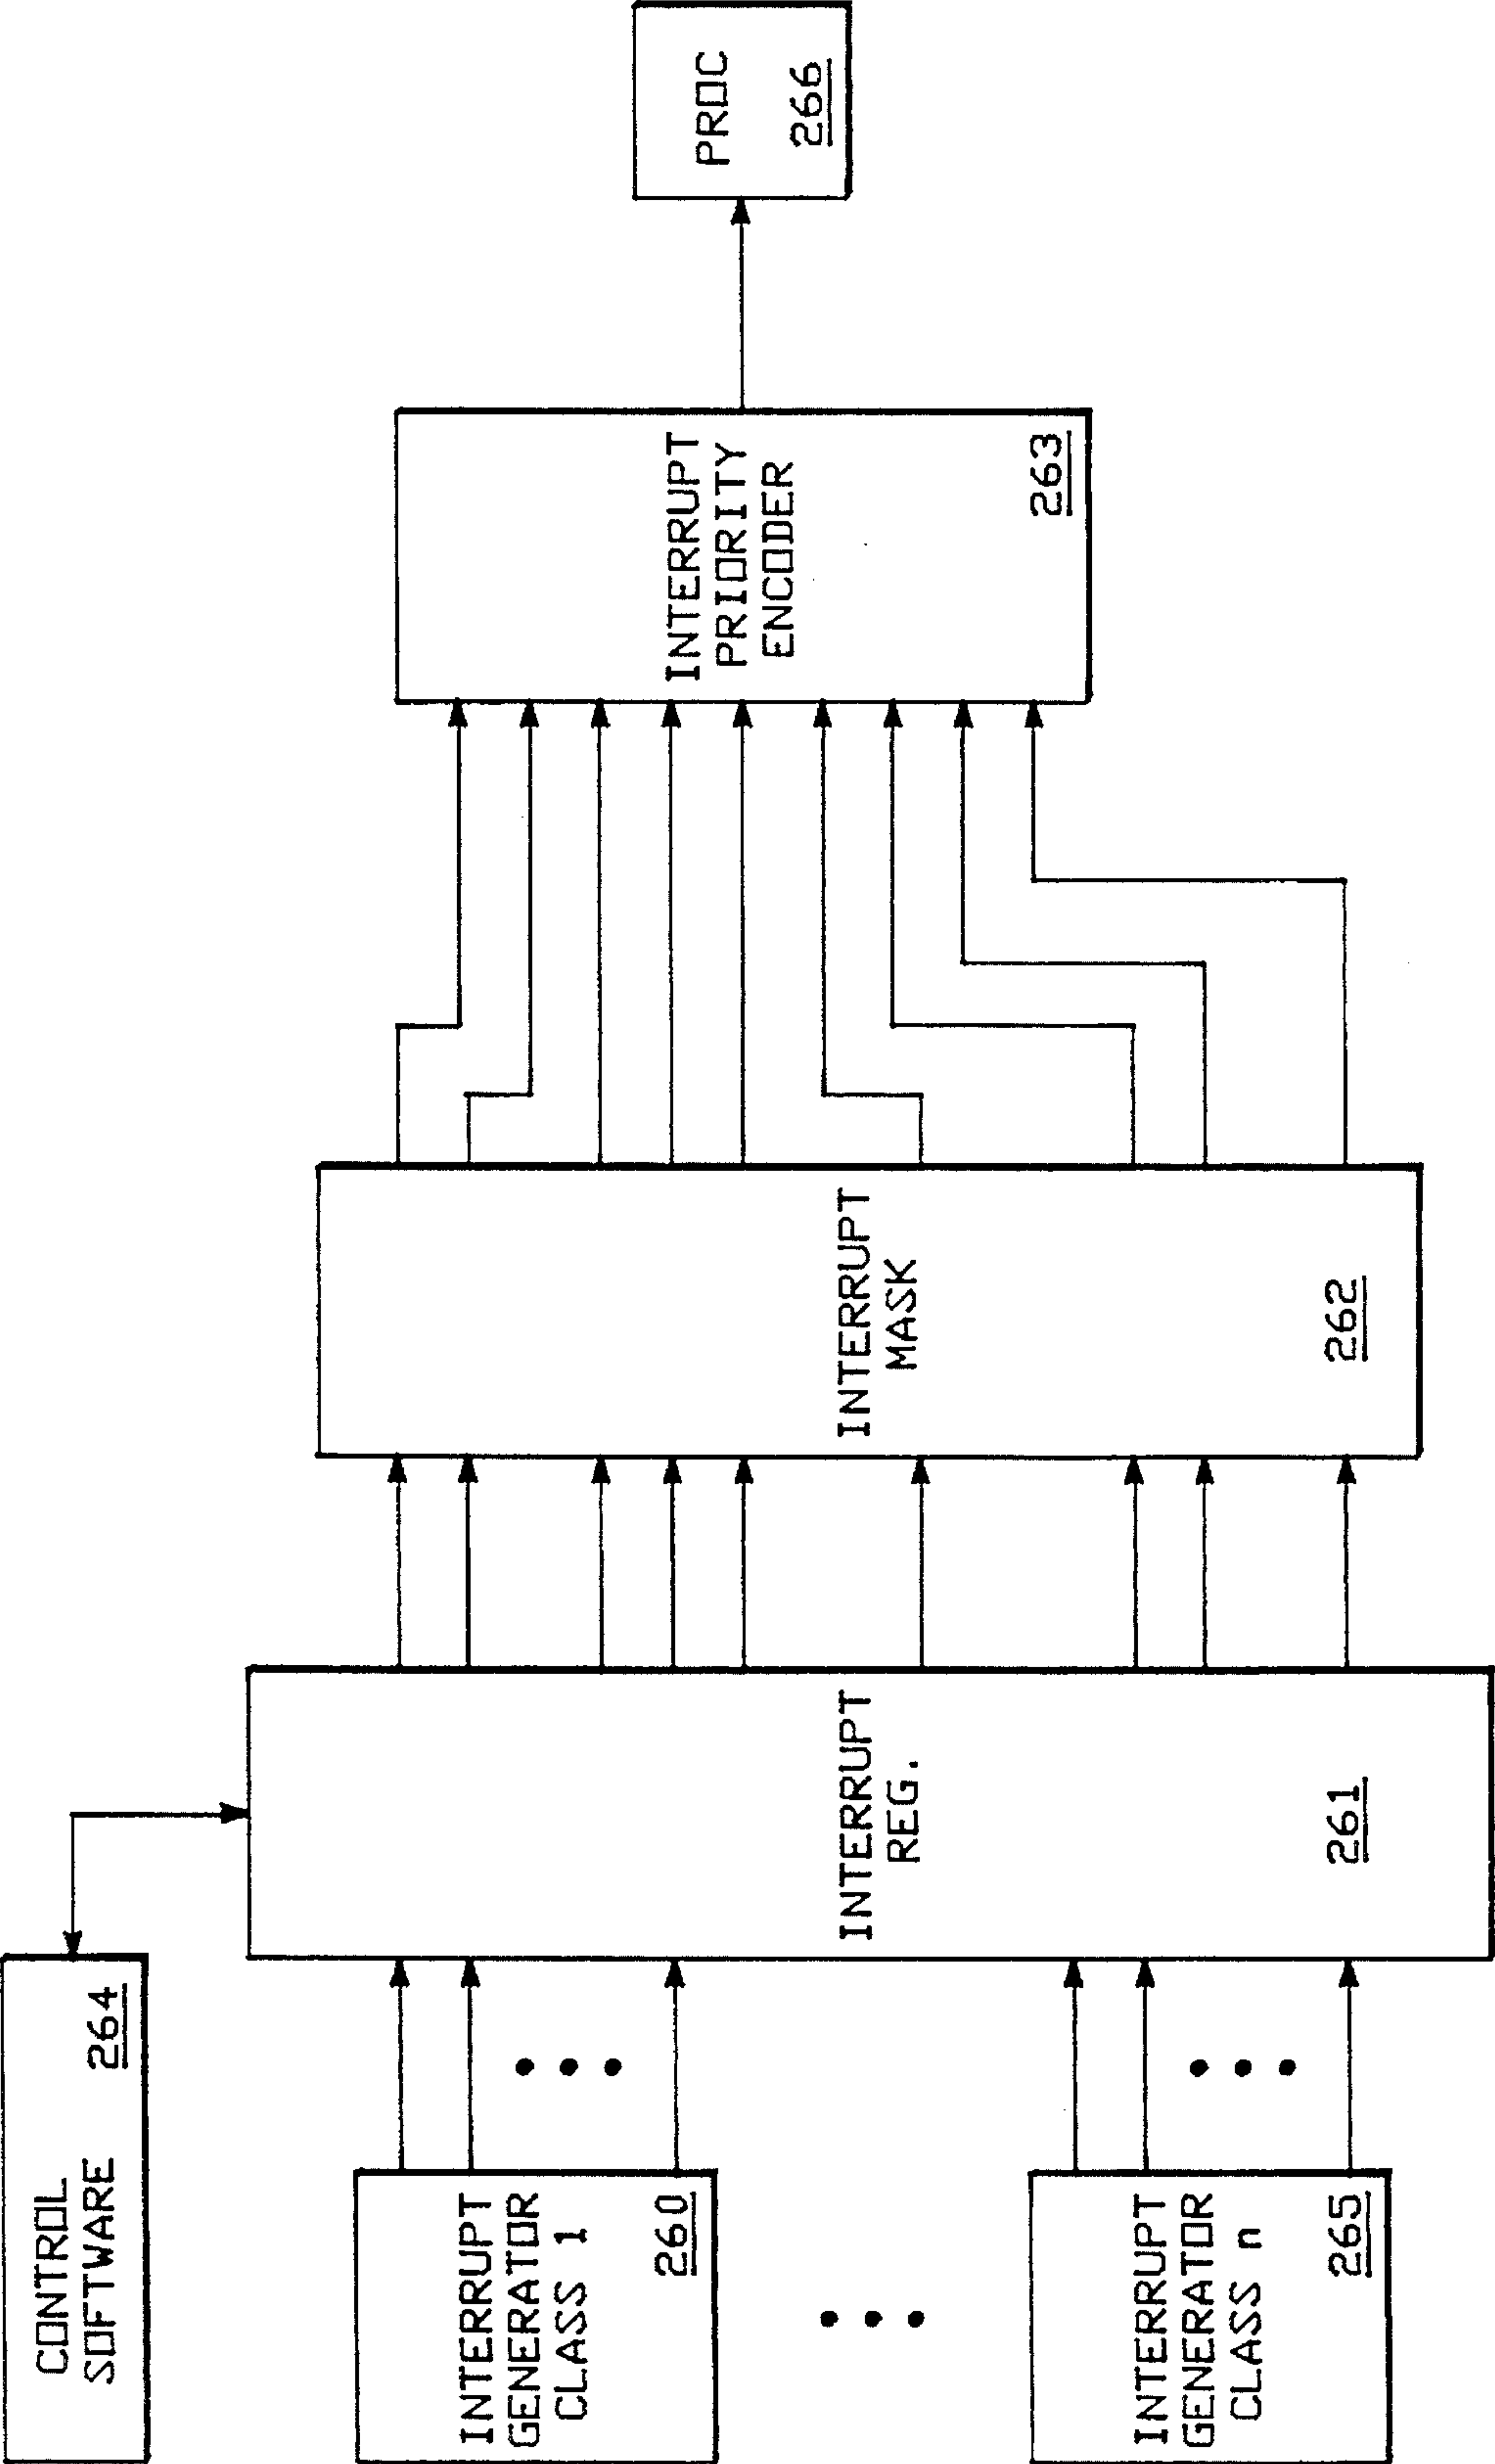 CONTROL
SOFTWARE
264
INTERRUPT
GENERATOR
CLASS 1
260
INTERRUPT
GENERATOR
CLASS n
265
INTERRUPT
REG.
261
INTERRUPT
MASK
262
INTERRUPT
PRIORITY
ENCODER
263
PROC
266